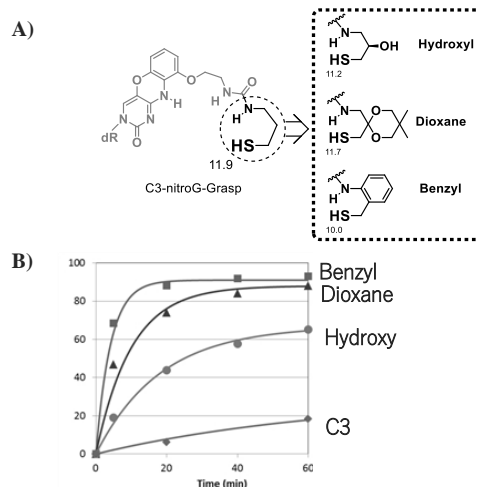 A)
H
N
OH
HS
11.2
Hydroxyl
O
O
N
H
N
H
O
N
N
H
N
N
dR
O
HS
11.9
C3-nitroG-Grasp
N
H
O
O
HS
11.7
Dioxane
N
H
HS
10.0
Benzyl
B)
100
80
60
40
20
0
0
20
40
60
Time (min)
Benzyl
Dioxane
Hydroxy
C3